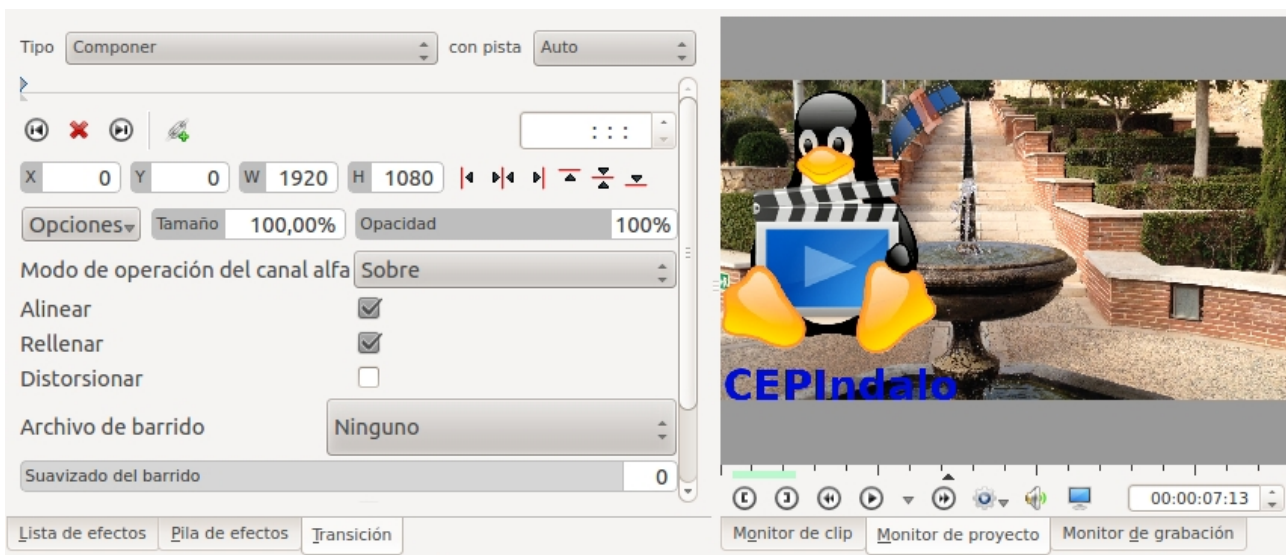 Tipo Componer con pista Auto
: : :
X 0 Y 0 W 1920 H 1080
Opciones Tamaño 100,00% Opacidad 100%
Modo de operación del canal alfa Sobre
Alinear
Rellenar
Distorsionar
Archivo de barrido Ninguno
Suavizado del barrido 0
Lista de efectos Pila de efectos Transición
CEPIndalo
00:00:07:13
Monitor de clip Monitor de proyecto Monitor de grabación